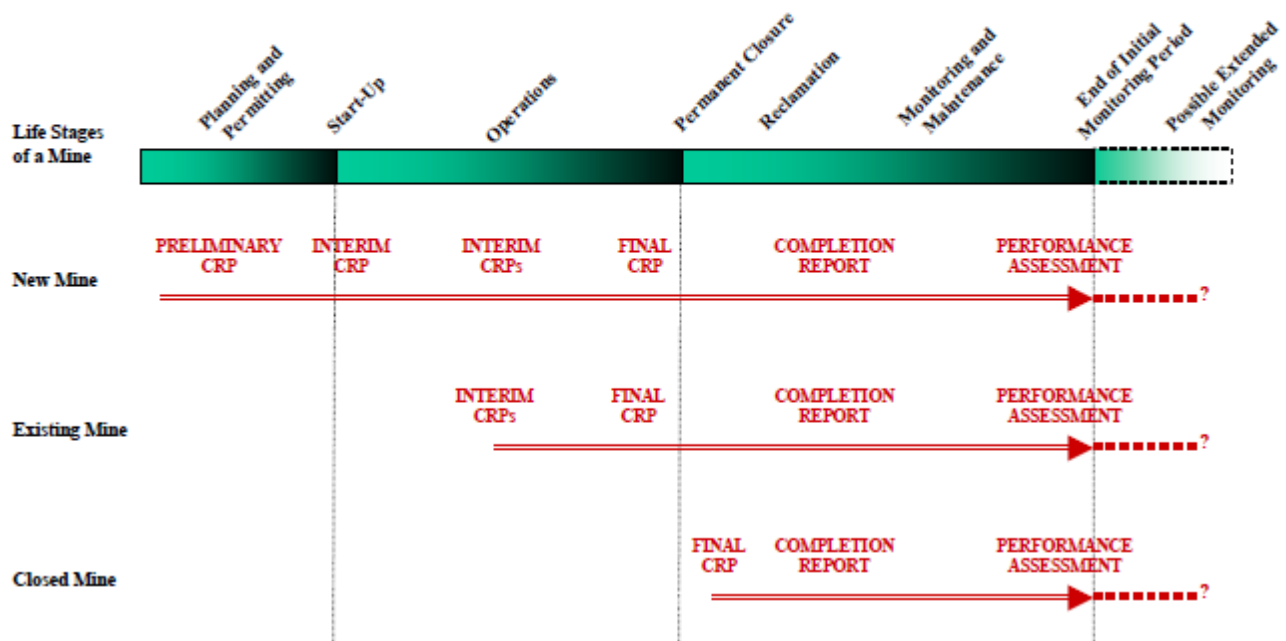 Planning and
Permitting
Start-Up
Operations
Permanent Closure
Reclamation
Monitoring and
Maintenance
End of Initial
Monitoring Period
Possible Extended
Monitoring
Life Stages
of a Mine
PRELIMINARY
CRP
INTERIM
CRP
INTERIM
CRPs
FINAL
CRP
COMPLETION
REPORT
PERFORMANCE
ASSESSMENT
New Mine
?
INTERIM
CRPs
FINAL
CRP
COMPLETION
REPORT
PERFORMANCE
ASSESSMENT
Existing Mine
?
FINAL
CRP
COMPLETION
REPORT
PERFORMANCE
ASSESSMENT
Closed Mine
?